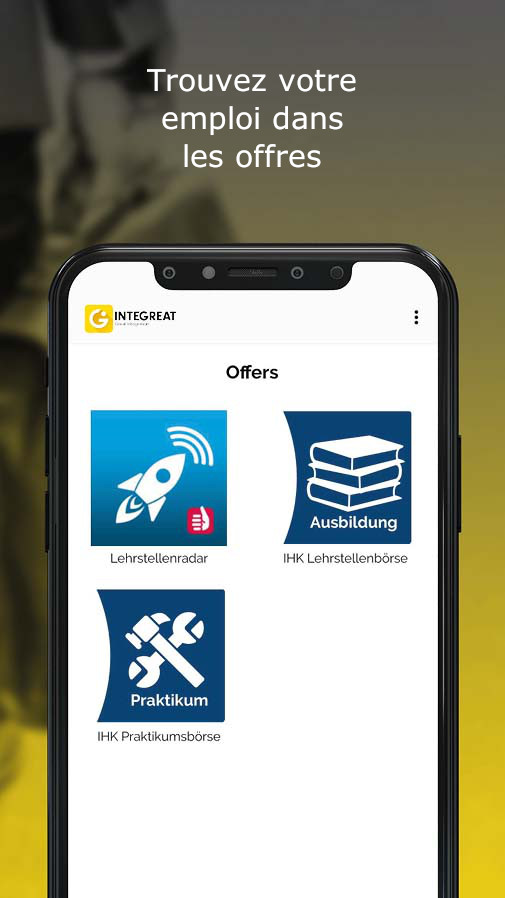 Trouvez votre
emploi dans
les offres
INTEGREAT
Offers
Ausbildung
Lehrstellenradar
IHK Lehrstellenbörse
Praktikum
IHK Praktikumsbörse